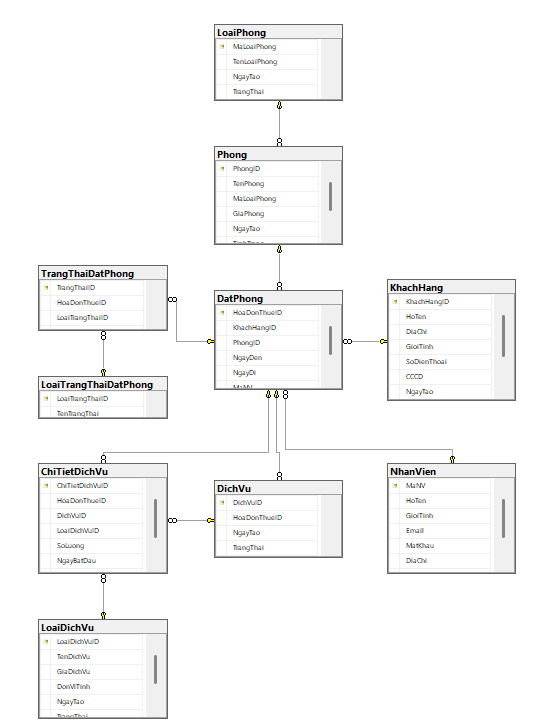 LoaiPhong
MaLoaiPhong
TenLoaiPhong
NgayTao
TrangThai
Phong
PhongID
TenPhong
MaLoaiPhong
GiaPhong
NgayTao
TrangThaiDatPhong
TrangThaiID
HoaDonThueID
LoaiTrangThaiID
DatPhong
HoaDonThueID
KhachHangID
PhongID
NgayDen
NgayDi
MaNV
KhachHang
KhachHangID
HoTen
DiaChi
GioiTinh
SoDienThoai
CCCD
NgayTao
LoaiTrangThaiDatPhong
LoaiTrangThaiID
TenTrangThai
ChiTietDichVu
ChiTietDichVuID
HoaDonThueID
DichVuID
LoaiDichVuID
SoLuong
NgayBatDau
DichVu
DichVuID
HoaDonThueID
NgayTao
TrangThai
NhanVien
MaNV
HoTen
GioiTinh
Email
MatKhau
DiaChi
LoaiDichVu
LoaiDichVuID
TenDichVu
GiaDichVu
DonViTinh
NgayTao
TrangThai